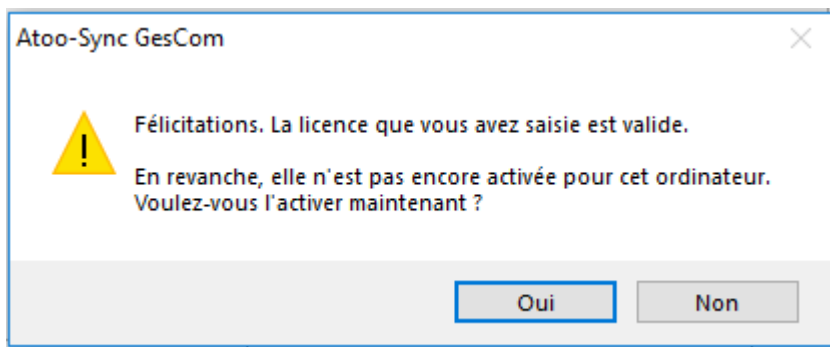 Atoo-Sync GesCom
Félicitations. La licence que vous avez saisie est valide.
En revanche, elle n'est pas encore activée pour cet ordinateur.
Voulez-vous l'activer maintenant ?
Oui
Non